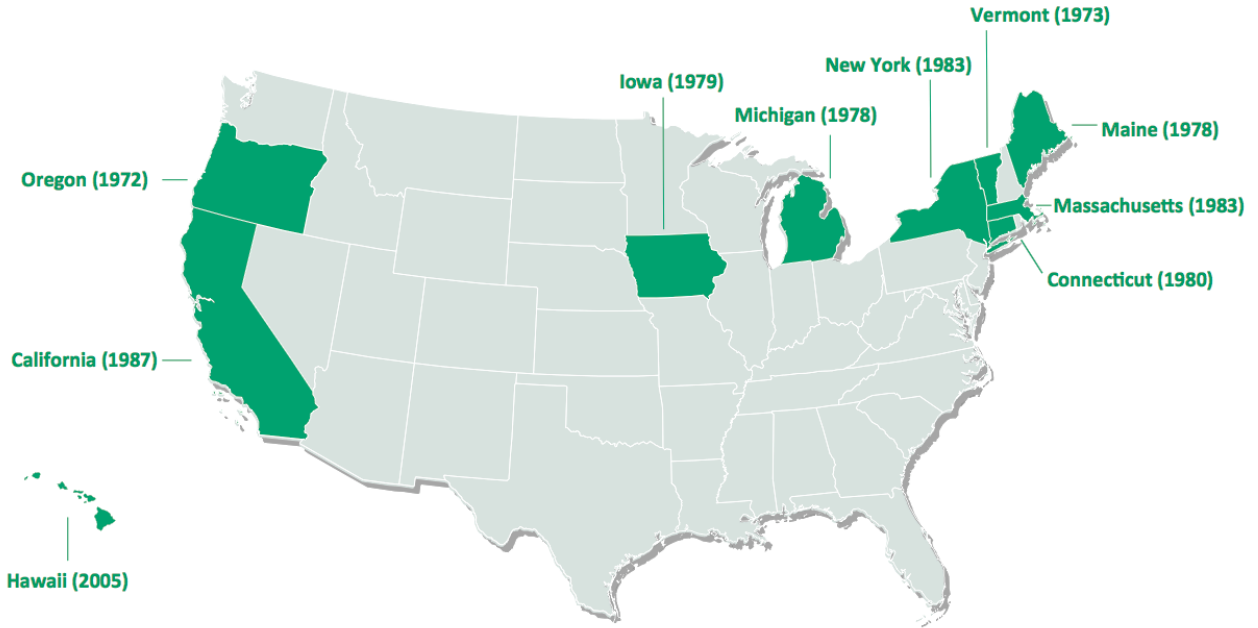 Vermont (1973)
New York (1983)
Iowa (1979)
Michigan (1978)
Maine (1978)
Oregon (1972)
Massachusetts (1983)
Connecticut (1980)
California (1987)
Hawaii (2005)